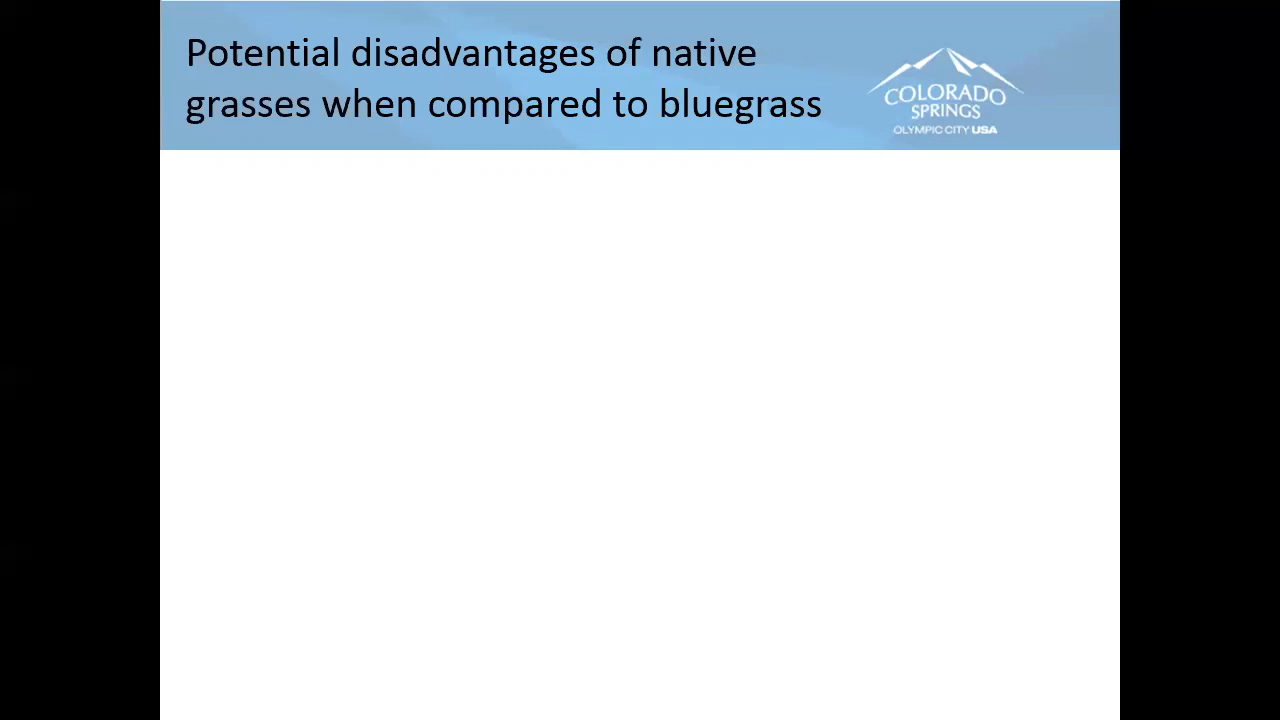 Potential disadvantages of native
grasses when compared to bluegrass
COLORADO
SPRINGS
OLYMPIC CITY USA